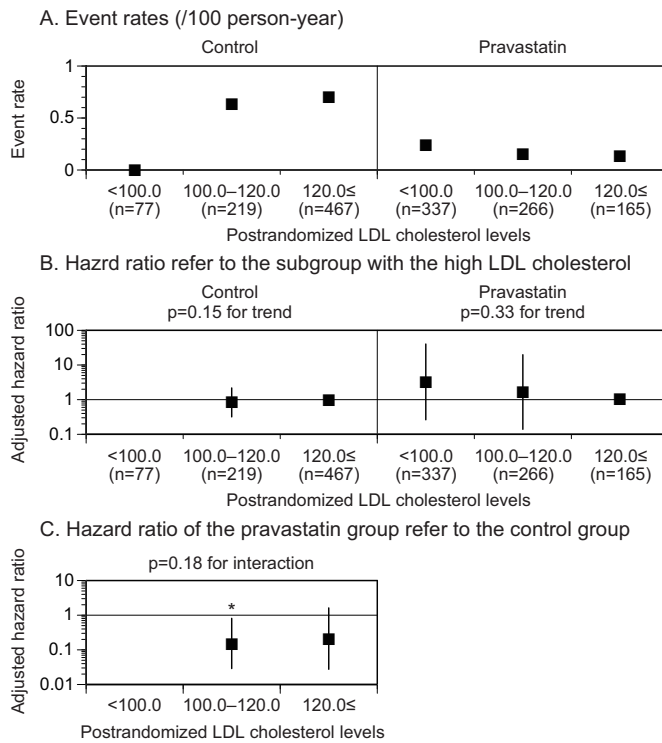 A. Event rates (/100 person-year)
Control Pravastatin
Event rate
1
0.5
0
<100.0 100.0–120.0 120.0≤ <100.0 100.0–120.0 120.0≤
(n=77) (n=219) (n=467) (n=337) (n=266) (n=165)
Postrandomized LDL cholesterol levels
B. Hazrd ratio refer to the subgroup with the high LDL cholesterol
Control Pravastatin
p=0.15 for trend p=0.33 for trend
Adjusted hazard ratio
100
10
1
0.1
<100.0 100.0–120.0 120.0≤ <100.0 100.0–120.0 120.0≤
(n=77) (n=219) (n=467) (n=337) (n=266) (n=165)
Postrandomized LDL cholesterol levels
C. Hazard ratio of the pravastatin group refer to the control group
p=0.18 for interaction
Adjusted hazard ratio
10
1
0.1
0.01
*
<100.0 100.0–120.0 120.0≤
Postrandomized LDL cholesterol levels